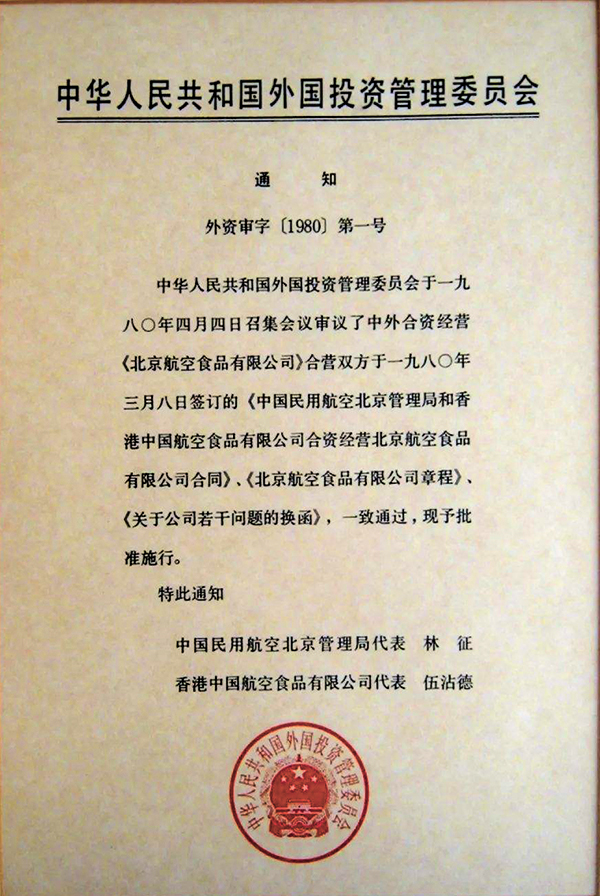 中华人民共和国外国投资管理委员会
通 知
外资审字〔1980〕第一号
中华人民共和国外国投资管理委员会于一九
八〇年四月四日召集会议审议了中外合资经营
《北京航空食品有限公司》合营双方于一九八〇年
三月八日签订的《中国民用航空北京管理局和香
港中国航空食品有限公司合资经营北京航空食品
有限公司合同》、《北京航空食品有限公司章程》、
《关于公司若干问题的换函》，一致通过，现予批
准施行。
特此通知
中国民用航空北京管理局代表 林 征
香港中国航空食品有限公司代表 伍沾德
中华人民共和国外国投资管理委员会